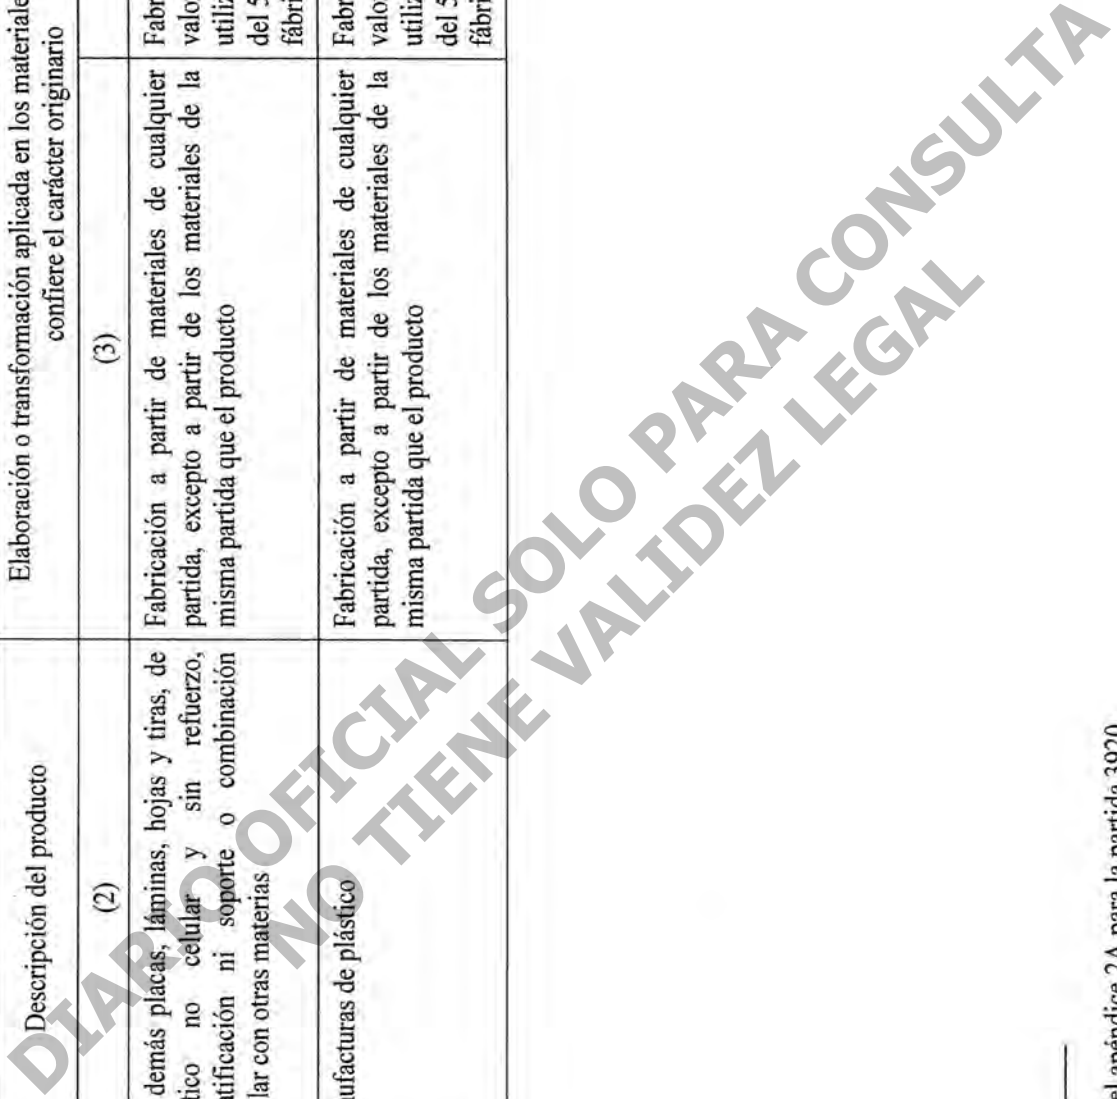 Descripción del producto
Elaboración o transformación aplicada en los materiale
confiere el carácter originario
(2)
(3)
demás placas, láminas, hojas y tiras, de
tico no celular y sin refuerzo,
tificación ni soporte o combinación
lar con otras materias
Fabricación a partir de materiales de cualquier
partida, excepto a partir de los materiales de la
misma partida que el producto
Fabr
valo
utiliz
del 5
fábri
ufacturas de plástico
Fabricación a partir de materiales de cualquier
partida, excepto a partir de los materiales de la
misma partida que el producto
Fabr
valo
utiliz
del 5
fábri
el apéndice 2A para la partida 3920
DIARIO OFICIAL SOLO PARA CONSULTA
NO TIENE VALIDEZ LEGAL